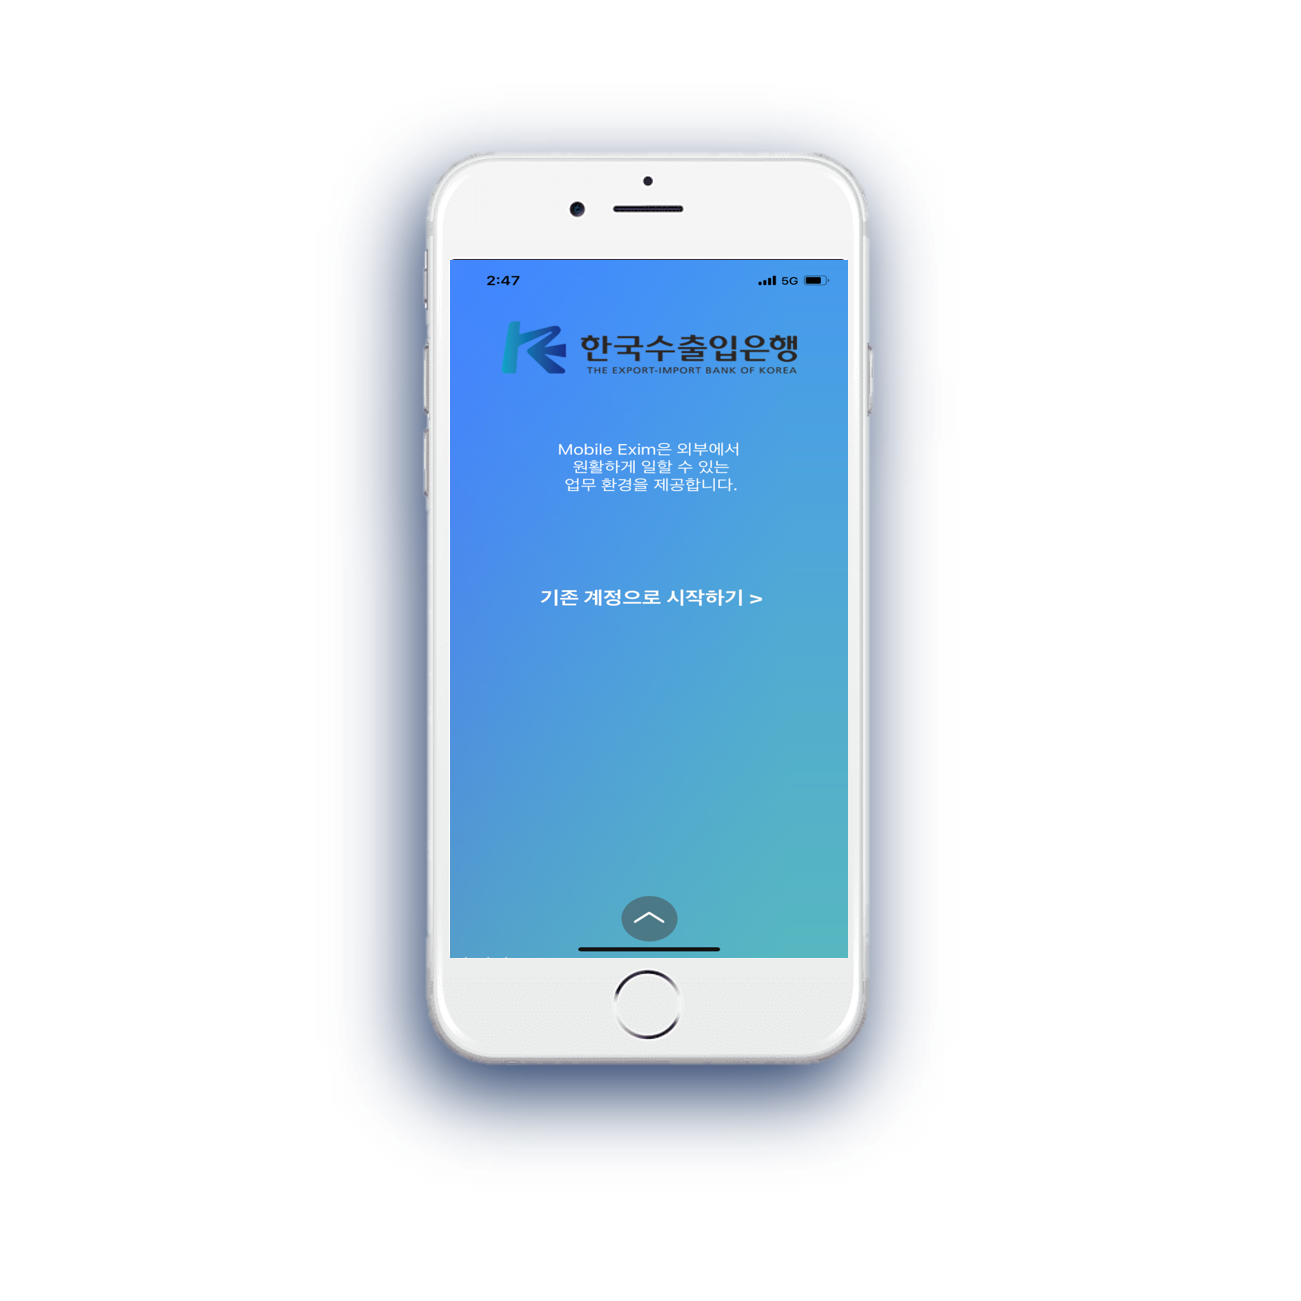 2:47 5G
한국수출입은행
THE EXPORT-IMPORT BANK OF KOREA
Mobile Exim은 외부에서
원활하게 일할 수 있는
업무 환경을 제공합니다.
기존 계정으로 시작하기 >